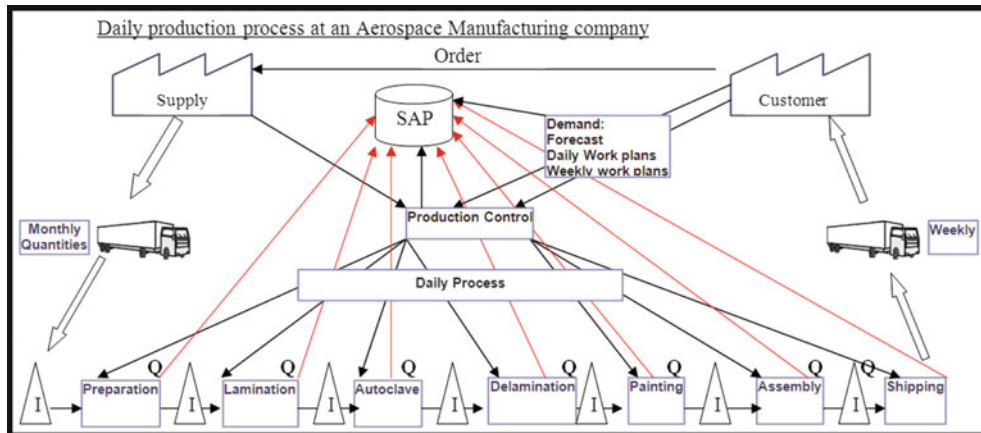 Daily production process at an Aerospace Manufacturing company
Order
Supply
SAP
Customer
Demand:
Forecast
Daily Work plans
Weekly work plans
Monthly
Quantities
Production Control
Weekly
Daily Process
Q
Q
Q
Q
Q
Q
Q
I
Preparation
I
Lamination
I
Autoclave
I
Delamination
I
Painting
I
Assembly
I
Shipping